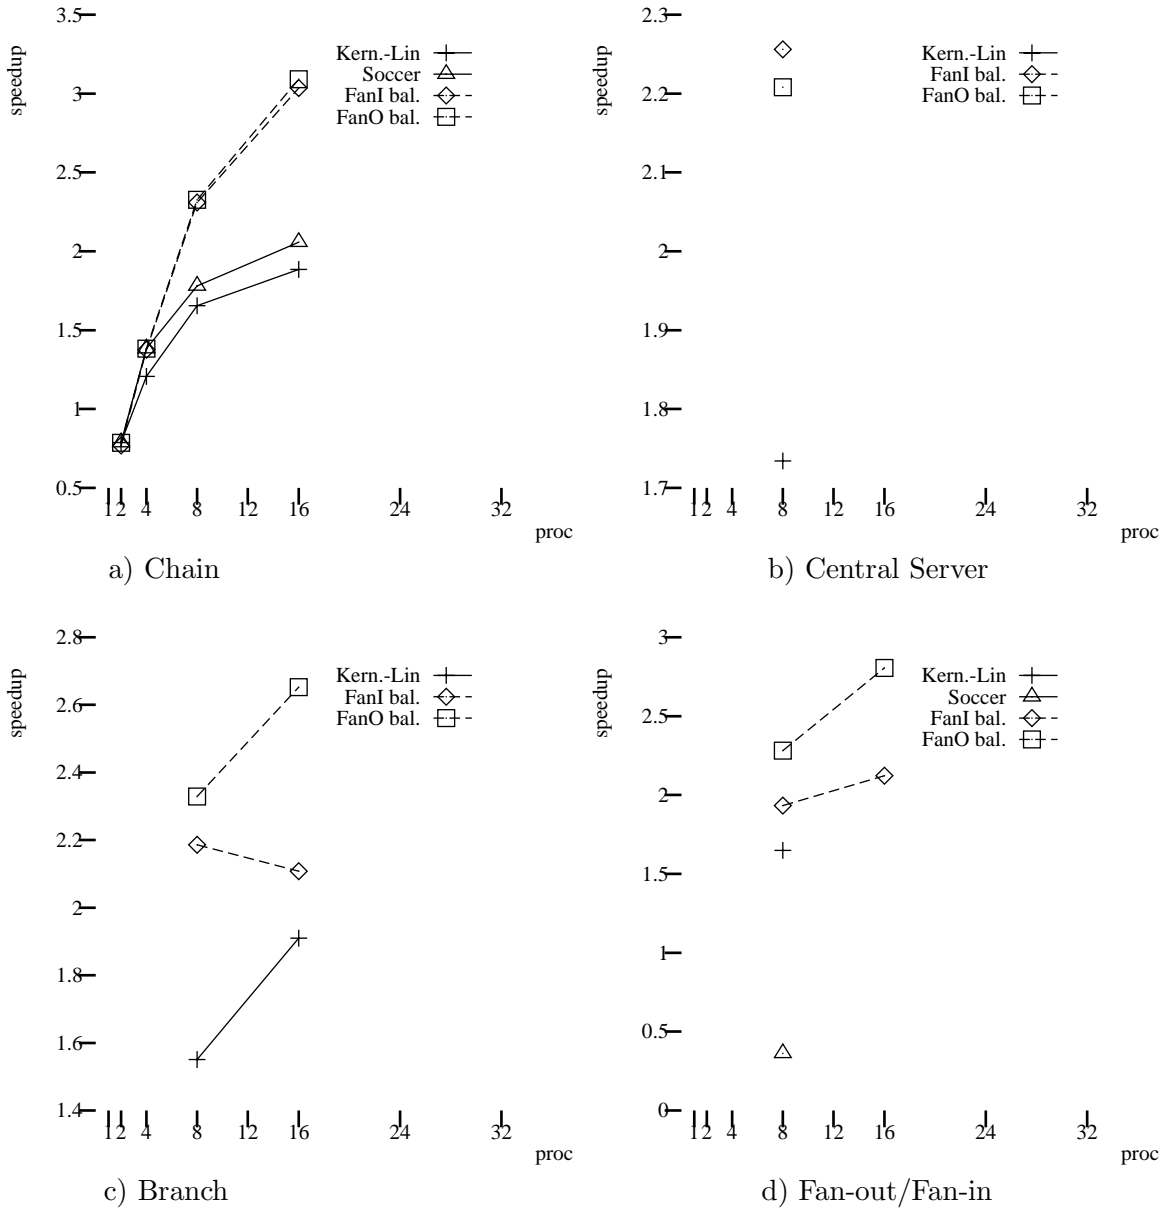 speedup
3.5
3
2.5
2
1.5
1
0.5
1 2 4 8 12 16 24 32
proc
Kern.-Lin
Soccer
FanI bal.
FanO bal.
a) Chain
speedup
2.3
2.2
2.1
2
1.9
1.8
1.7
1 2 4 8 12 16 24 32
proc
Kern.-Lin
FanI bal.
FanO bal.
b) Central Server
speedup
2.8
2.6
2.4
2.2
2
1.8
1.6
1.4
1 2 4 8 12 16 24 32
proc
Kern.-Lin
FanI bal.
FanO bal.
c) Branch
speedup
3
2.5
2
1.5
1
0.5
0
1 2 4 8 12 16 24 32
proc
Kern.-Lin
Soccer
FanI bal.
FanO bal.
d) Fan-out/Fan-in